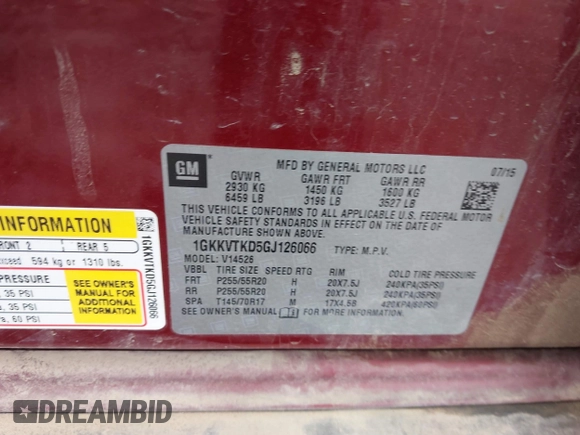 GM
MFD BY GENERAL MOTORS LLC 07/15
GVWR GAWR FRT GAWR RR
2930 KG 1450 KG 1600 KG
6459 LB 3196 LB 3527 LB
THIS VEHICLE CONFORMS TO ALL APPLICABLE U.S. FEDERAL MOTOR
VEHICLE SAFETY STANDARDS IN EFFECT ON THE DATE OF
MANUFACTURE SHOWN ABOVE.
1GKKVTKD5GJ126066 TYPE: M.P.V.
MODEL: V14526
VBBL TIRE SIZE SPEED RTG RIM COLD TIRE PRESSURE
FRT P255/55R20 H 20X7.5J 240KPA(35PSI)
RR P255/55R20 H 20X7.5J 240KPA(35PSI)
SPA T145/70R17 M 17X4.5B 420KPA(60PSI)
SEE OWNER'S MANUAL FOR MORE INFORMATION
INFORMATION
FRONT 2 REAR 5
exceed 594 kg or 1310 lbs.
PRESSURE
35 PSI
35 PSI
60 PSI
SEE OWNER'S
MANUAL FOR
ADDITIONAL
INFORMATION
1GKKVTKD5GJ126066
DREAMBID